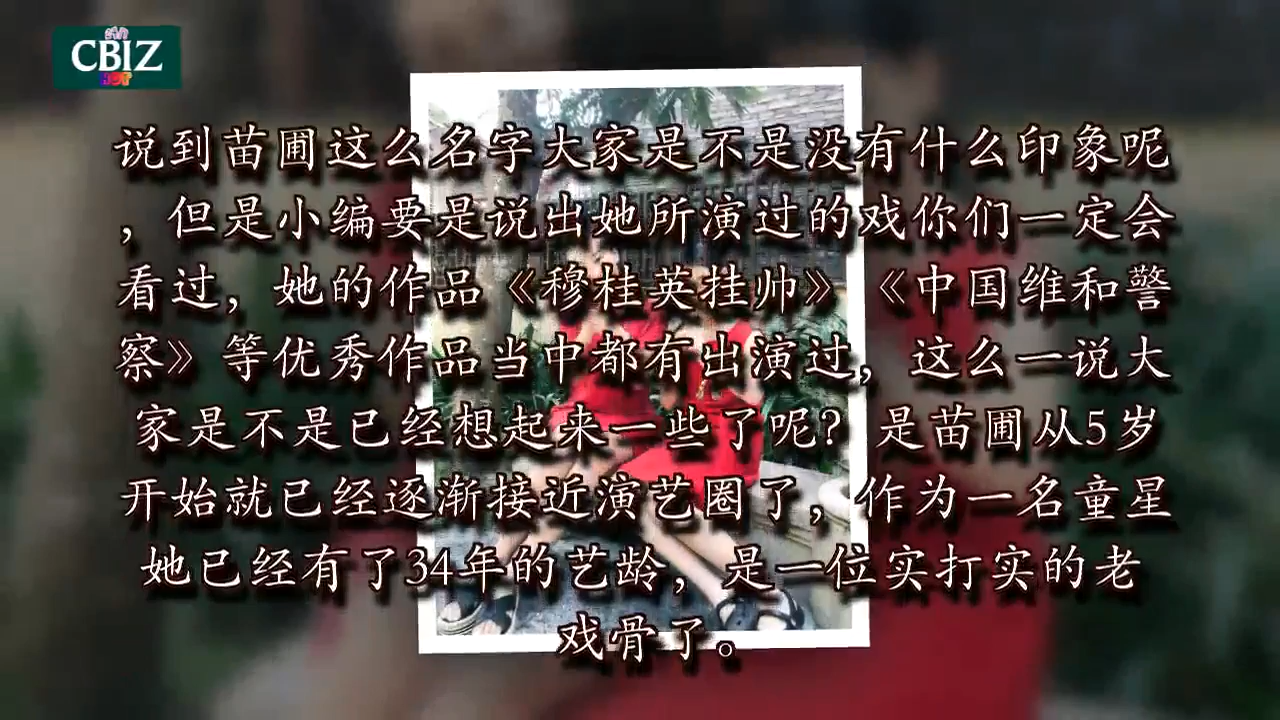 CBIZ
HOT
说到苗圃这么名字大家是不是没有什么印象呢
，但是小编要是说出她所演过的戏你们一定会
看过，她的作品《穆桂英挂帅》《中国维和警
察》等优秀作品当中都有出演过，这么一说大
家是不是已经想起来一些了呢？是苗圃从5岁
开始就已经逐渐接近演艺圈了，作为一名童星
她已经有了34年的艺龄，是一位实打实的老
戏骨了。